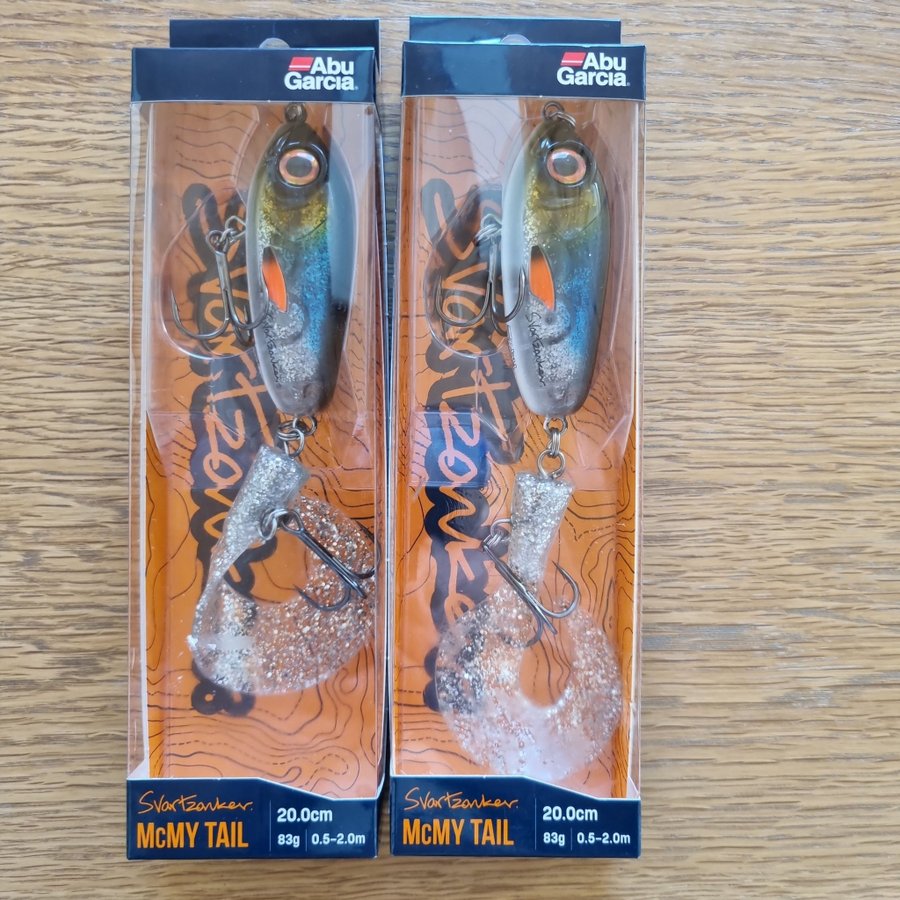 Abu
Garcia
Svartzonker
Svartzonker
Svartzonker
McMY TAIL
20.0cm
83g
0.5-2.0m
Abu
Garcia
Svartzonker
Svartzonker
Svartzonker
McMY TAIL
20.0cm
83g
0.5-2.0m